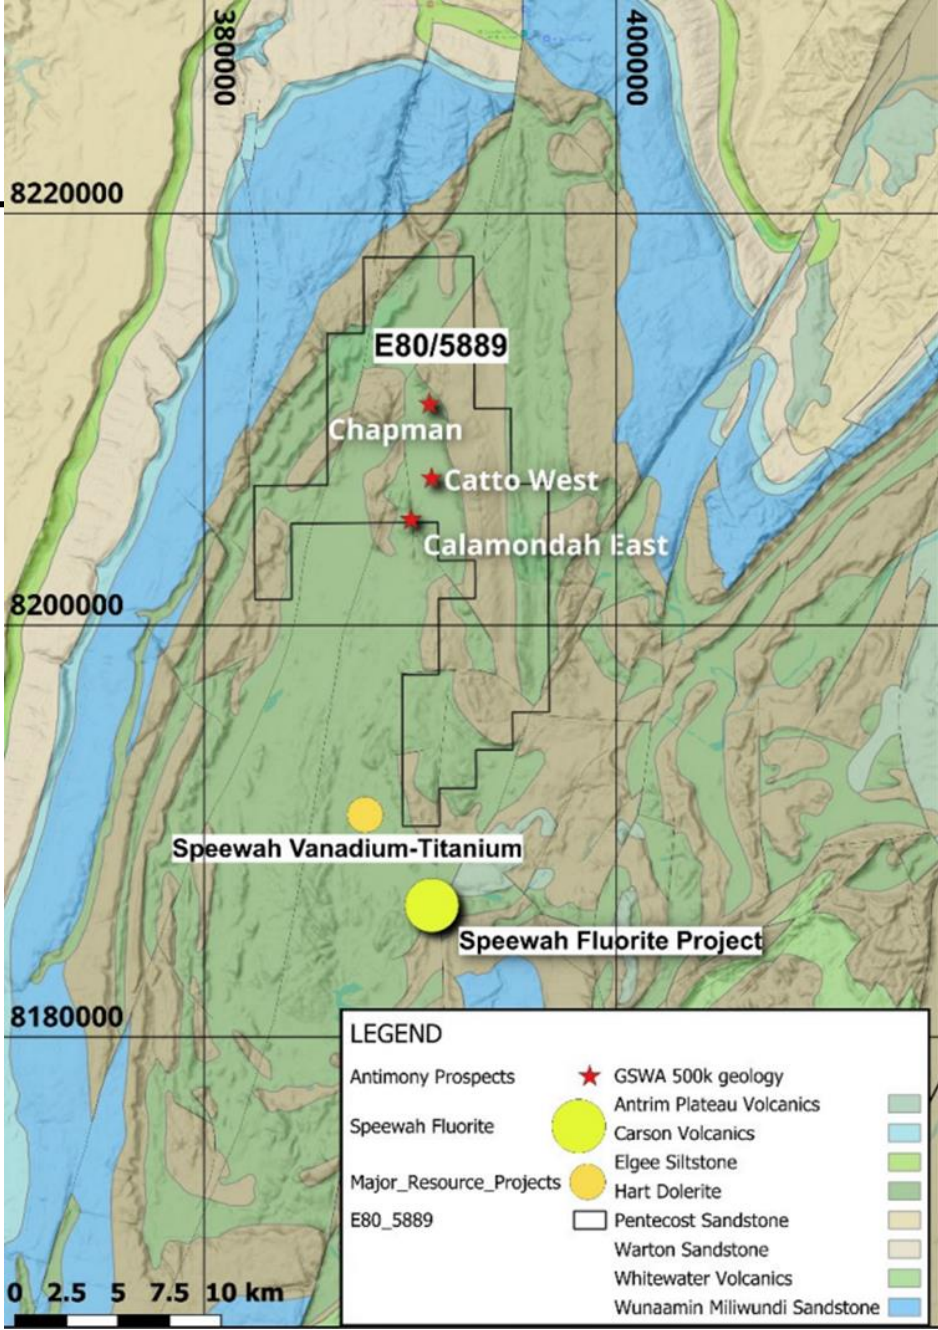 380000
400000
8220000
E80/5889
Chapman
Catto West
Calamondah East
8200000
Speewah Vanadium-Titanium
Speewah Fluorite Project
8180000
LEGEND
Antimony Prospects
Speewah Fluorite
Major_Resource_Projects
E80_5889
GSWA 500k geology
Antrim Plateau Volcanics
Carson Volcanics
Elgee Siltstone
Hart Dolerite
Pentecost Sandstone
Warton Sandstone
Whitewater Volcanics
Wunaamin Miliwundi Sandstone
0 2.5 5 7.5 10 km